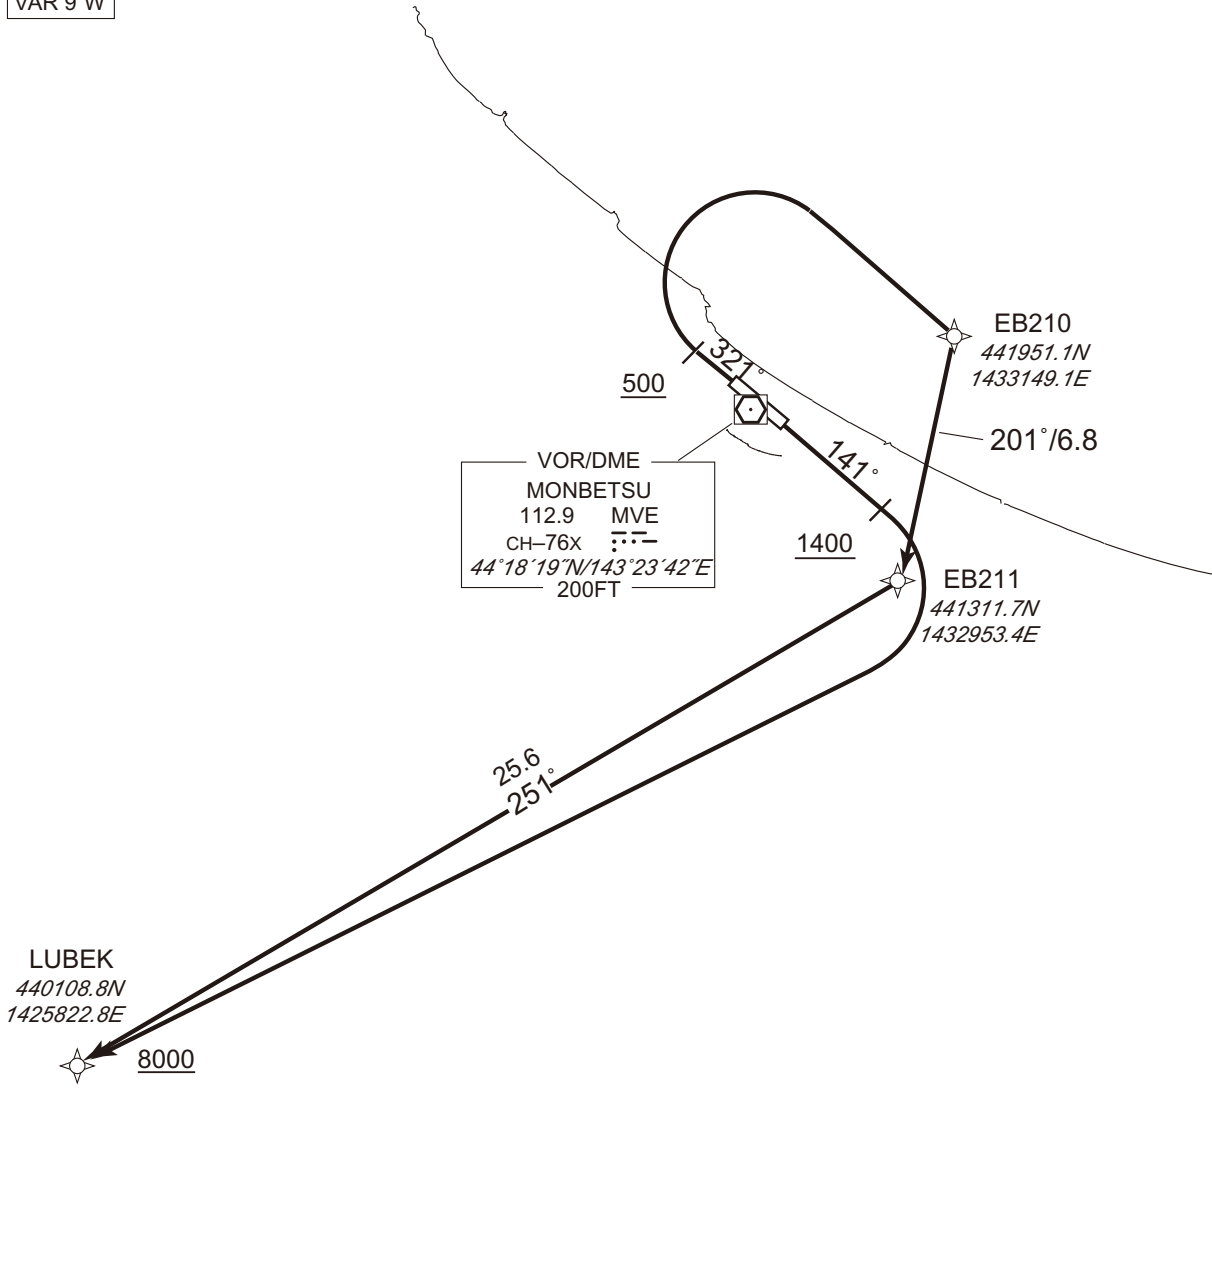 VAR 9°W
321°
EB210
441951.1N
1433149.1E
500
201°/6.8
141°
VOR/DME
MONBETSU
112.9 MVE
CH–76X
44°18′19″N/143°23′42″E
200FT
1400
EB211
441311.7N
1432953.4E
25.6
251°
LUBEK
440108.8N
1425822.8E
8000